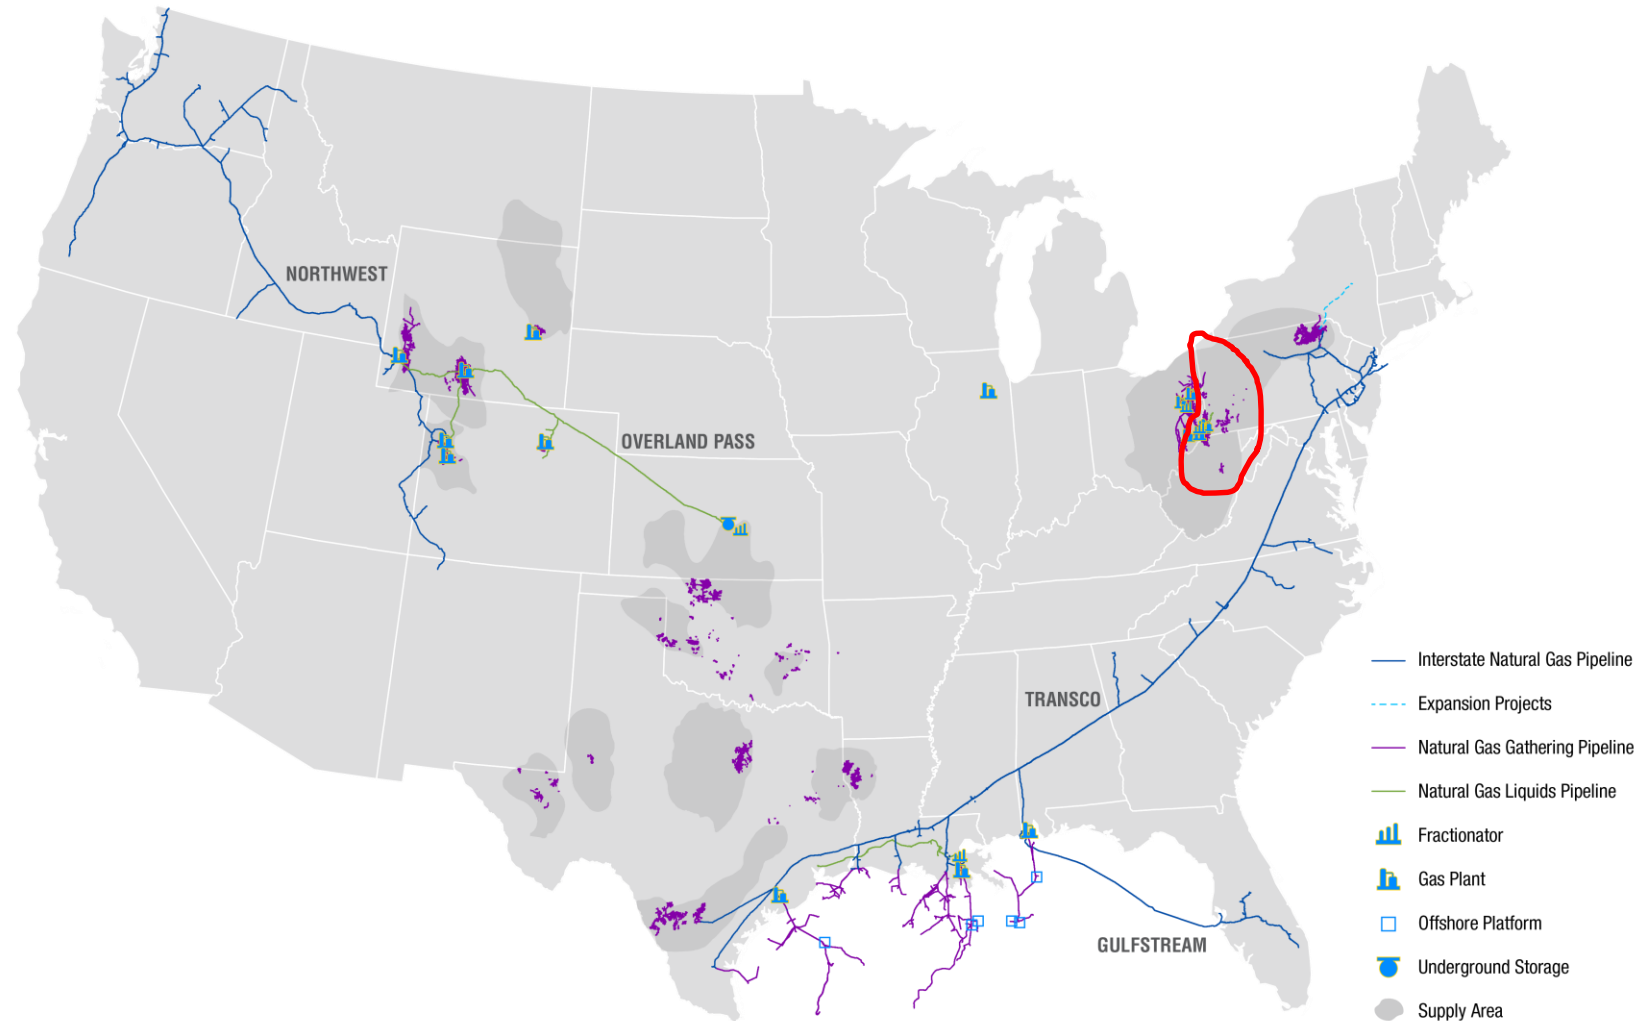 NORTHWEST
OVERLAND PASS
TRANSCO
GULFSTREAM
Interstate Natural Gas Pipeline
Expansion Projects
Natural Gas Gathering Pipeline
Natural Gas Liquids Pipeline
Fractionator
Gas Plant
Offshore Platform
Underground Storage
Supply Area